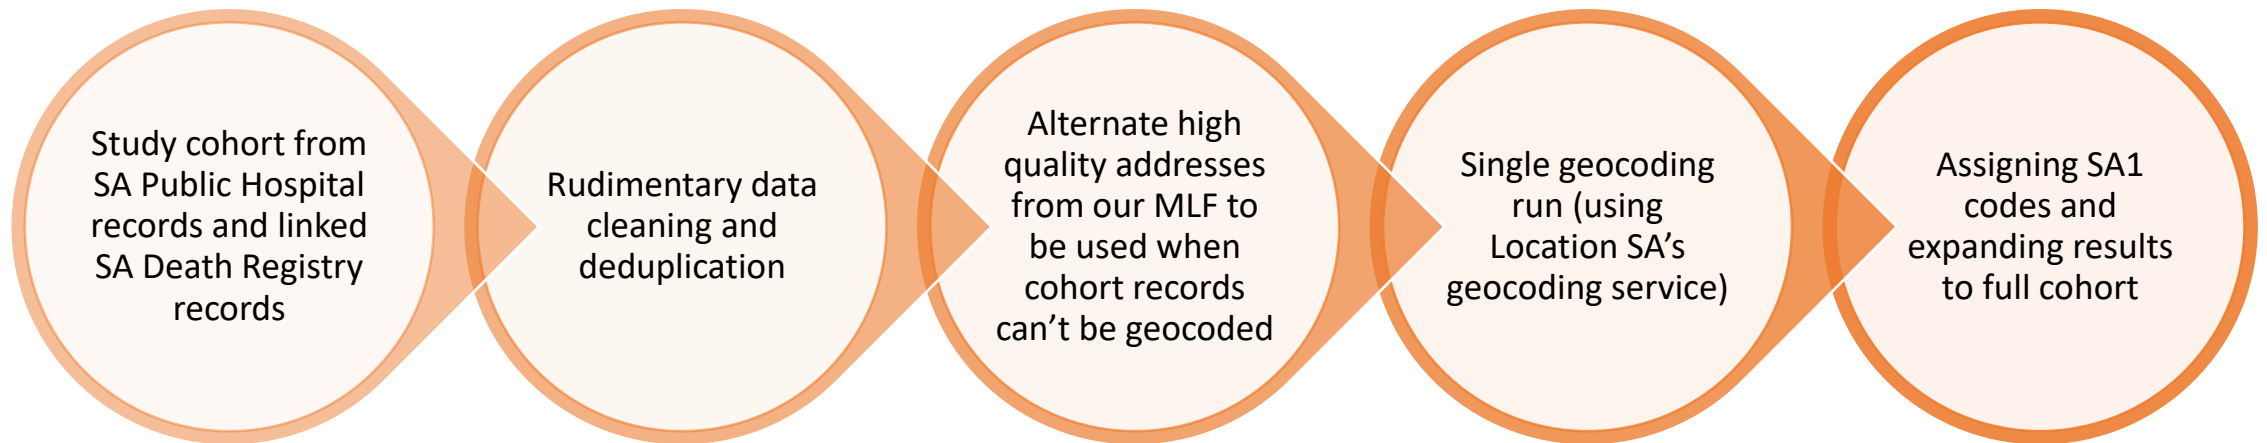 Study cohort from
SA Public Hospital
records and linked
SA Death Registry
records
Rudimentary data
cleaning and
deduplication
Alternate high
quality addresses
from our MLF to
be used when
cohort records
can’t be geocoded
Single geocoding
run (using
Location SA’s
geocoding service)
Assigning SA1
codes and
expanding results
to full cohort